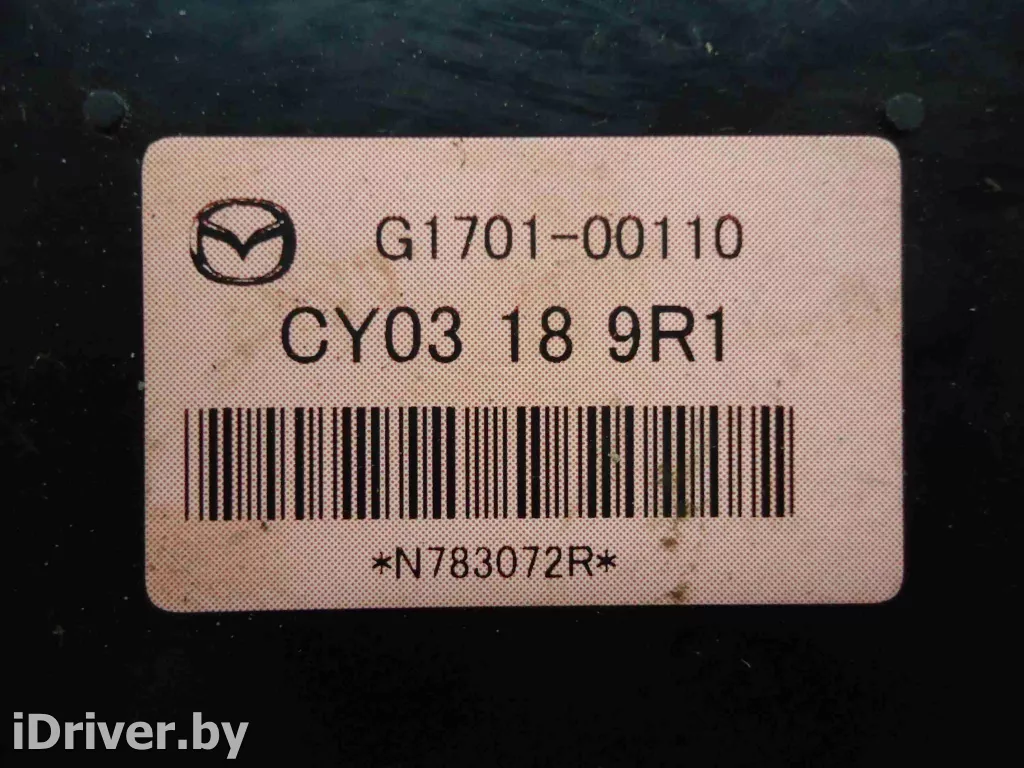 G1701-00110
CY03 18 9R1
*N783072R*
iDriver.by